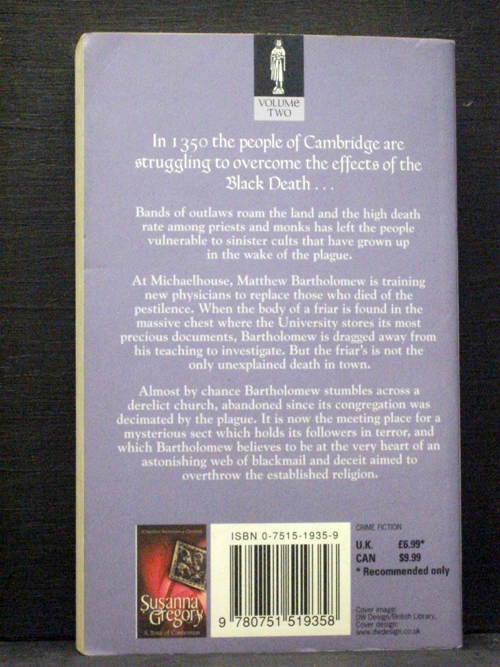 VOLUME
TWO
In 1350 the people of Cambridge are
struggling to overcome the effects of the
Black Death . . .
Bands of outlaws roam the land and the high death
rate among priests and monks has left the people
vulnerable to sinister cults that have grown up
in the wake of the plague.
At Michaelhouse, Matthew Bartholomew is training
new physicians to replace those who died of the
pestilence. When the body of a friar is found in the
massive chest where the University stores its most
precious documents, Bartholomew is dragged away from
his teaching to investigate. But the friar's is not the
only unexplained death in town.
Almost by chance Bartholomew stumbles across a
derelict church, abandoned since its congregation was
decimated by the plague. It is now the meeting place for a
mysterious sect which holds its followers in terror, and
which Bartholomew believes to be at the very heart of an
astonishing web of blackmail and deceit aimed to
overthrow the established religion.
Susanna
Gregory
ISBN 0-7515-1935-9
9 780751 519358
CRIME FICTION
U.K. £6.99*
CAN $9.99
* Recommended only
Cover image:
DW Design/British Library,
Cover design:
www.dwdesign.co.uk